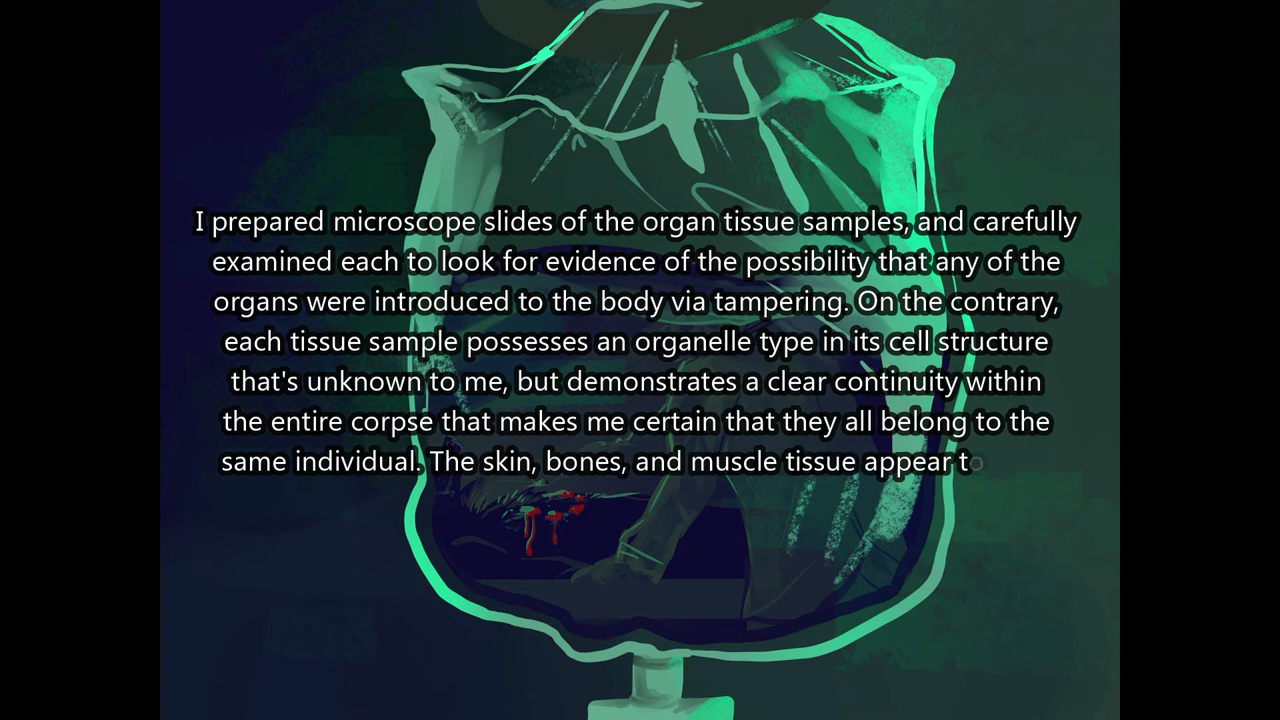 I prepared microscope slides of the organ tissue samples, and carefully
examined each to look for evidence of the possibility that any of the
organs were introduced to the body via tampering. On the contrary,
each tissue sample possesses an organelle type in its cell structure
that's unknown to me, but demonstrates a clear continuity within
the entire corpse that makes me certain that they all belong to the
same individual. The skin, bones, and muscle tissue appear to